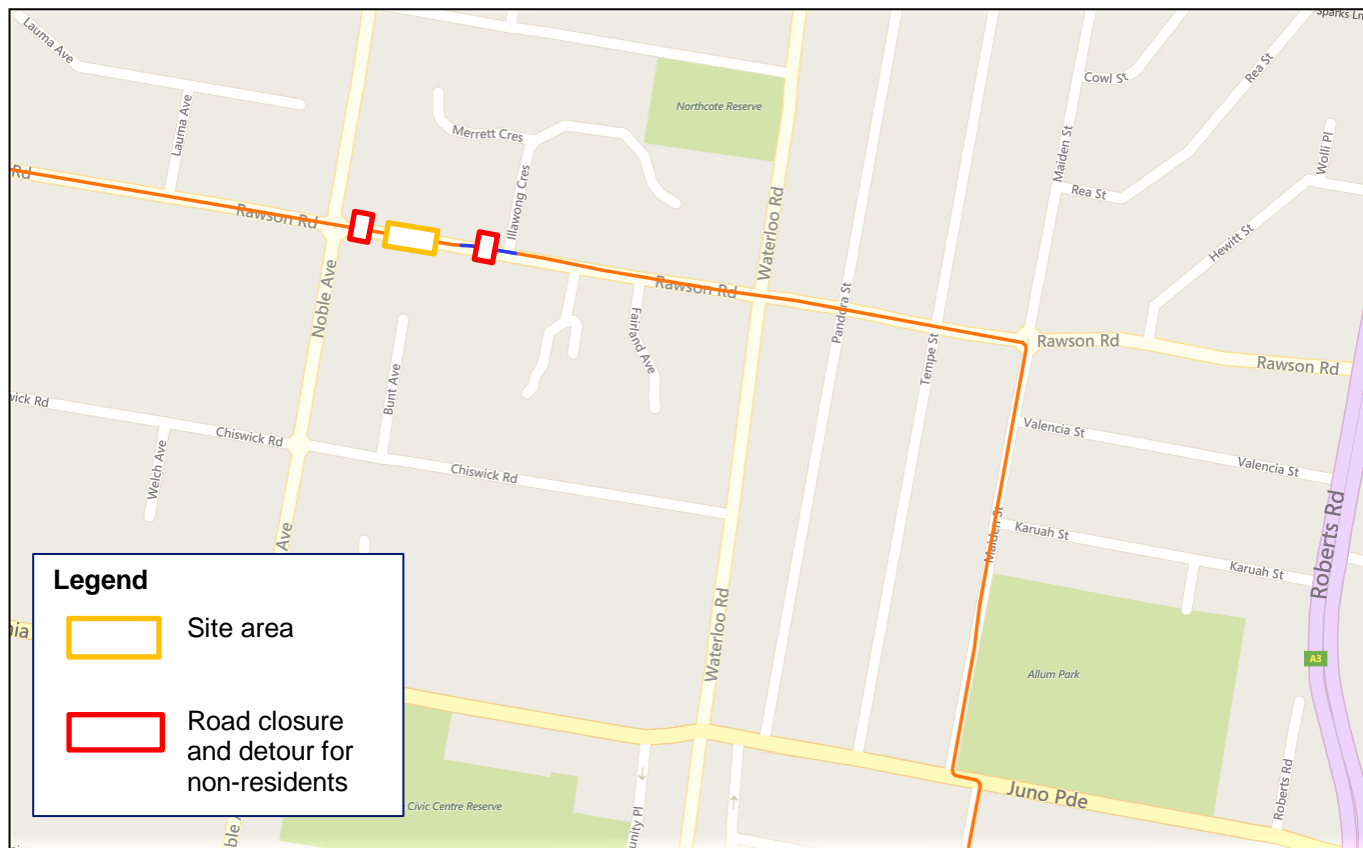 Sparks Ln
Lauma Ave
Cowl St
Rea St
Northcote Reserve
Lauma Ave
Merrett Cres
Maiden St
Wolli Pl
Rd
Illawong Cres
Rea St
Rawson Rd
Waterloo Rd
Hewitt St
Noble Ave
Rawson Rd
Pandora St
Fairland Ave
Tempe St
Rawson Rd
Rawson Rd
Bunt Ave
wick Rd
Chiswick Rd
Valencia St
Welch Ave
Chiswick Rd
Valencia St
Ave
Maiden St
Karuah St
Roberts Rd
Karuah St
Legend
Site area
Waterloo Rd
nia
A3
Allum Park
Road closure
and detour for
non-residents
Juno Pde
Roberts Rd
Civic Centre Reserve
unity Pl
Noble A